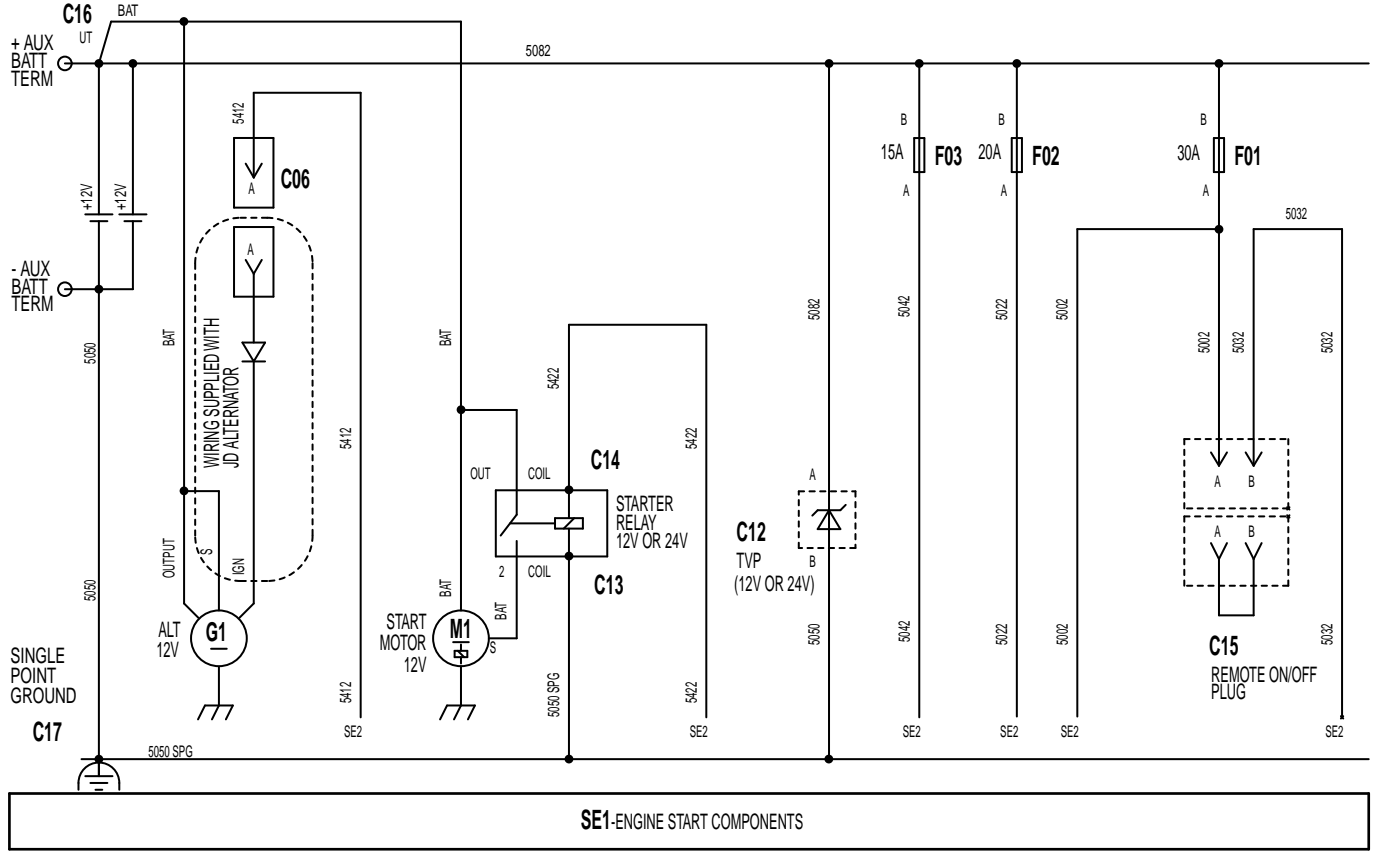 C16
BAT
UT
+ AUX
BATT
TERM
5082
5412
B
B
B
15A
F03
20A
F02
30A
F01
A
C06
A
A
A
+12V
+12V
5032
A
- AUX
BATT
TERM
5082
5042
5022
5002
5050
BAT
WIRING SUPPLIED WITH
JD ALTERNATOR
BAT
5422
5002
5032
5032
5412
5422
OUT
COIL
C14
A
A
B
STARTER
RELAY
12V OR 24V
C12
TVP
(12V OR 24V)
A
B
OUTPUT
S
IGN
2
COIL
C13
B
5050
BAT
BAT
ALT
12V
G1
START
MOTOR
12V
M1
S
5050
5042
5022
5002
5032
C15
REMOTE ON/OFF
PLUG
SINGLE
POINT
GROUND
C17
5412
5050 SPG
5422
SE2
SE2
SE2
SE2
SE2
SE2
5050 SPG
SE1-ENGINE START COMPONENTS